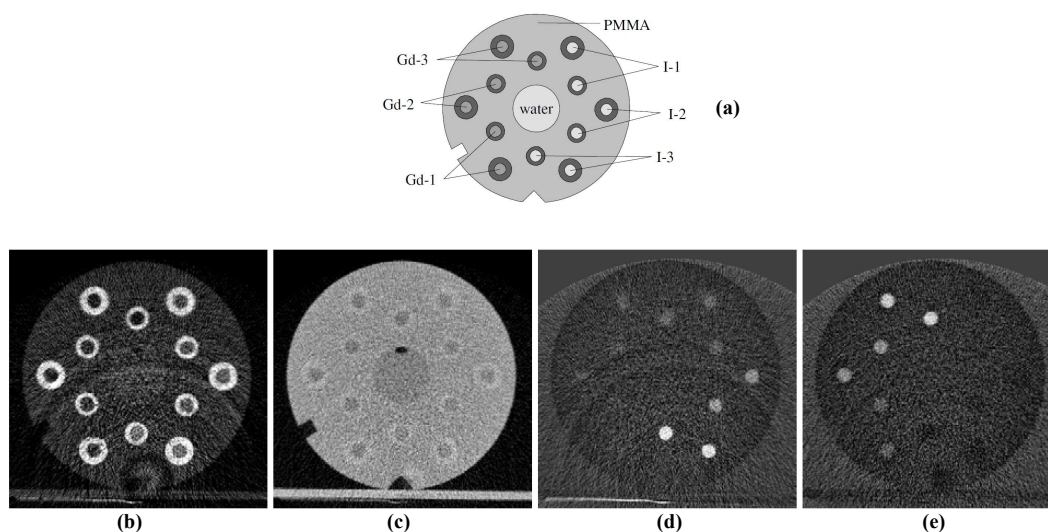 PMMA
Gd-3
I-1
Gd-2
water
I-2
(a)
Gd-1
I-3
(b)
(c)
(d)
(e)